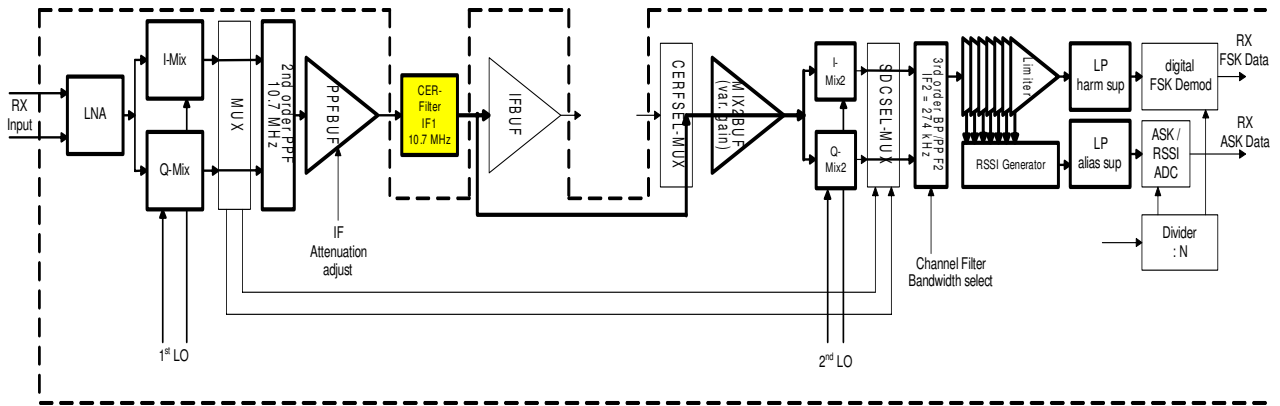 RX
Input
LNA
I-Mix
Q-Mix
MUX
2nd order PPF
10.7 MHz
PPFBUF
IF
Attenuation
adjust
CER-
Filter
IF1
10.7 MHz
IFBUF
CERFSEL-MUX
MIX2BUF
(var. gain)
I-
Mix2
Q-
Mix2
SDCSEL-MUX
3rd order BP/PPF2
IF2 = 274 kHz
Channel Filter
Bandwidth select
Limiter
RSSI Generator
LP
harm sup
LP
alias sup
digital
FSK Demod
ASK /
RSSI
ADC
RX
FSK Data
RX
ASK Data
Divider
: N
1st LO
2nd LO